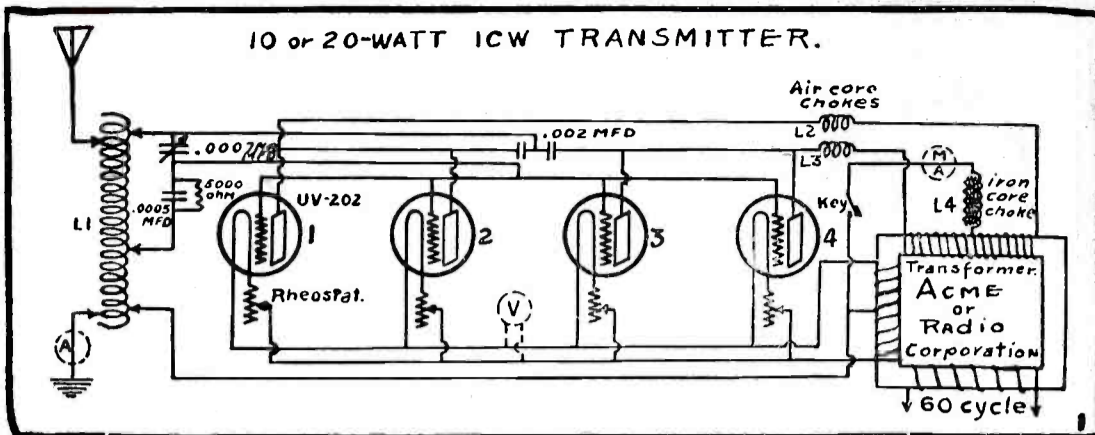 10 or 20-WATT ICW TRANSMITTER.
Air core
chokes
L2
.002 MFD
L3
.0007
MFD
M
A
5000
ohm
.0005
MFD
UV-202
Key
L4
iron
core
choke
L1
1
2
3
4
Rheostat.
V
A
Transformer.
ACME
or
RADIO
Corporation
60 cycle
1